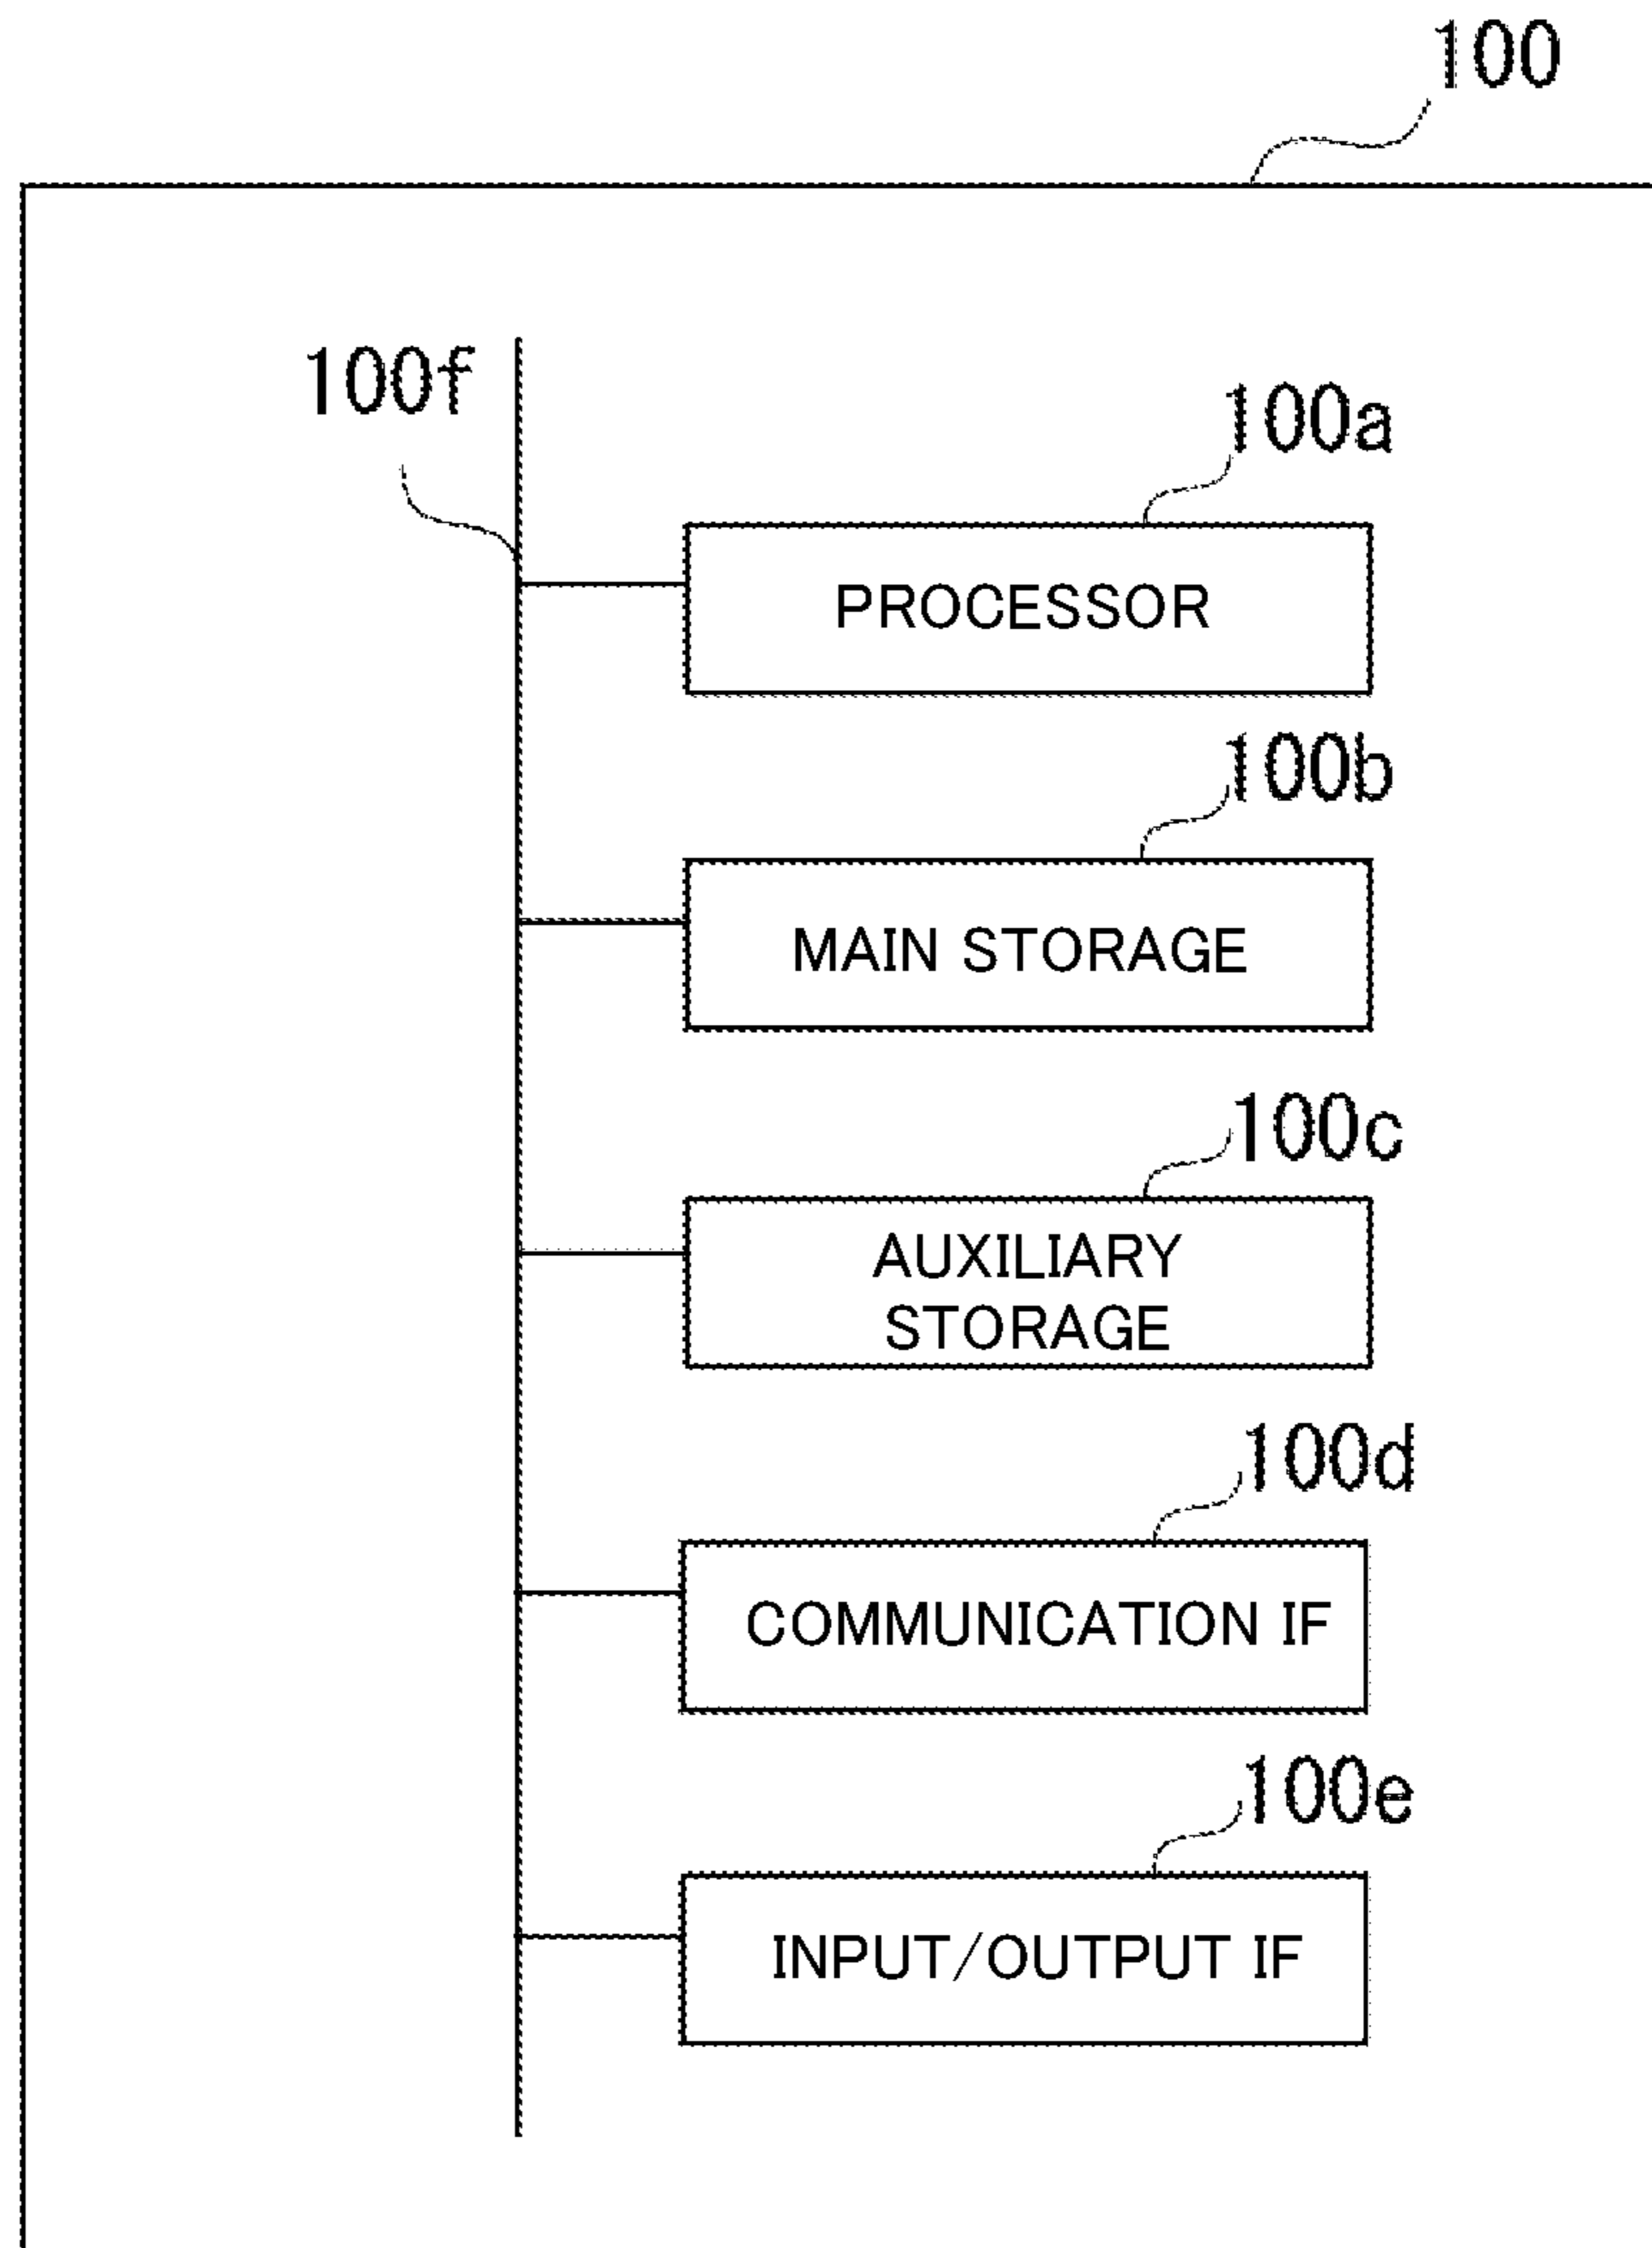 100
100f
100a
PROCESSOR
100b
MAIN STORAGE
100c
AUXILIARY
STORAGE
100d
COMMUNICATION IF
100e
INPUT/OUTPUT IF